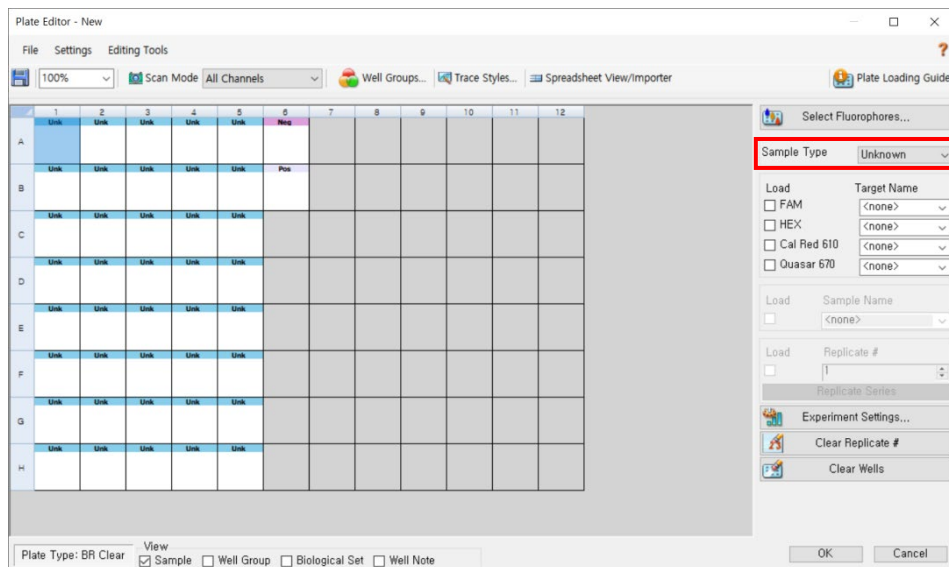 Plate Editor - New
File Settings Editing Tools ?
100% Scan Mode All Channels Well Groups... Trace Styles... Spreadsheet View/Importer Plate Loading Guide
1 2 3 4 5 6 7 8 9 10 11 12
Unk Unk Unk Unk Unk Neg
A
Unk Unk Unk Unk Unk Pos
B
Unk Unk Unk Unk Unk
C
Unk Unk Unk Unk Unk
D
Unk Unk Unk Unk Unk
E
Unk Unk Unk Unk Unk
F
Unk Unk Unk Unk Unk
G
Unk Unk Unk Unk Unk
H
Select Fluorophores...
Sample Type Unknown
Load Target Name
FAM <none>
HEX <none>
Cal Red 610 <none>
Quasar 670 <none>
Load Sample Name
<none>
Load Replicate #
1
Replicate Series
Experiment Settings...
Clear Replicate #
Clear Wells
Plate Type: BR Clear View
Sample Well Group Biological Set Well Note
OK Cancel